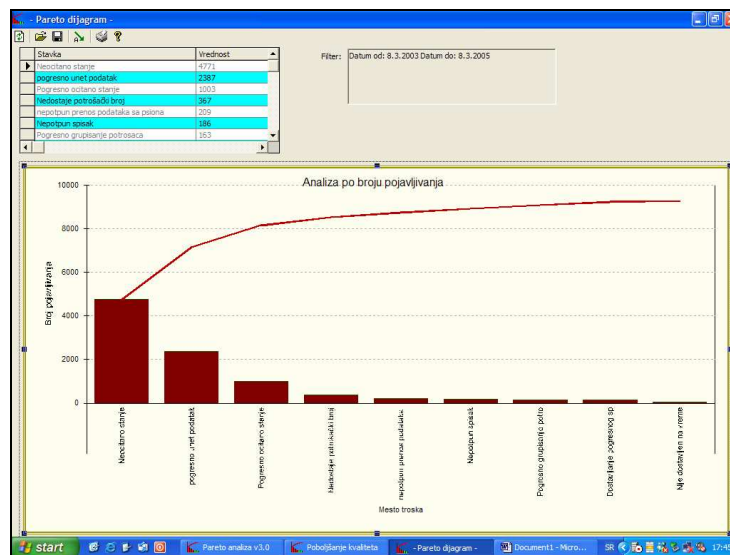 - Pareto dijagram -
Stavka Vrednost
Neocitano stanje 4771
pogresno unet podatak 2387
Pogresno ocitano stanje 1003
Nedostaje potrošački broj 367
nepotpun prenos podataka sa psiona 209
Nepotpun spisak 186
Pogresno grupisanje potrosaca 163
Filter: Datum od: 8.3.2003 Datum do: 8.3.2005
Analiza po broju pojavljivanja
Broj pojavljivanja
10000
8000
6000
4000
2000
0
Neocitano stanje
pogresno unet podatak
Pogresno ocitano stanje
Nedostaje potrošački broj
nepotpun prenos podataka
Nepotpun spisak
Pogresno grupisanje potro
Dostavljanje pogresnog sp
Nije dostavljen na vreme
Mesto troska
start
Pareto analiza v3.0
Poboljšanje kvaliteta
- Pareto dijagram -
Document1 - Micro...
SR